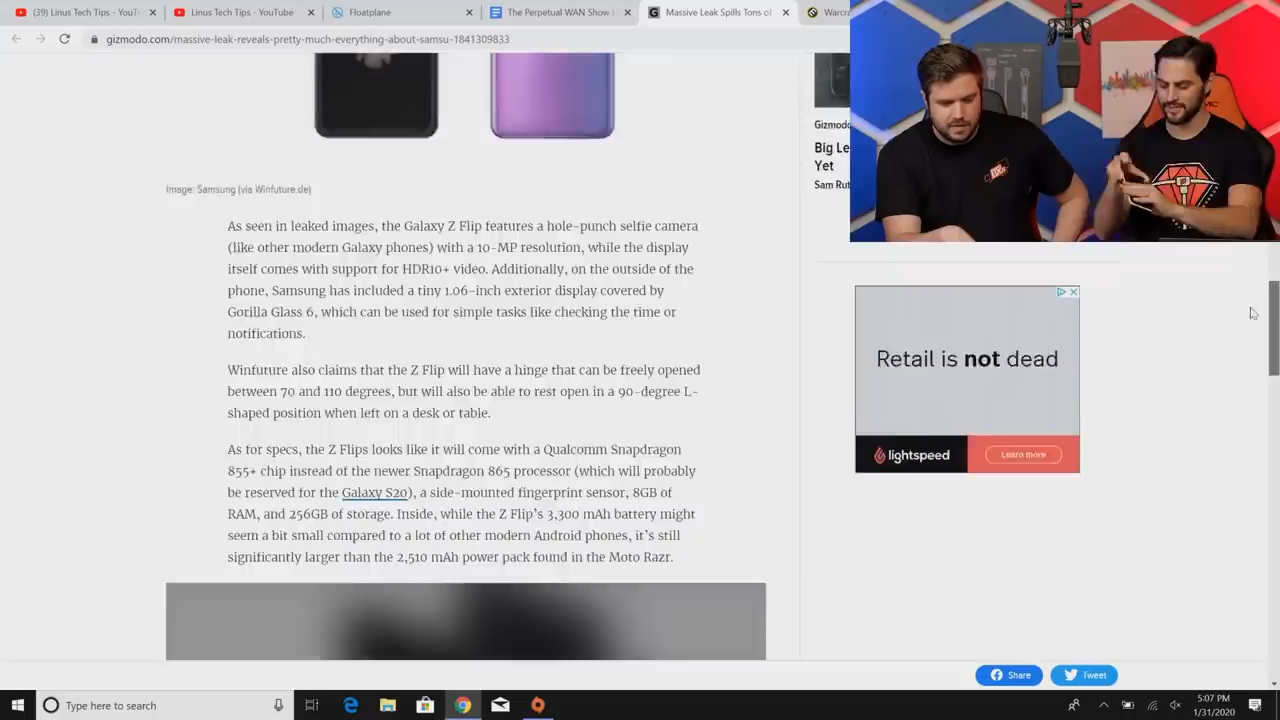 (39) Linus Tech Tips - YouT
Linus Tech Tips - YouTube
Floatplane
The Perpetual WAN Show
Massive Leak Spills Tons of
Warcra
gizmodo.com/massive-leak-reveals-pretty-much-everything-about-samsu-1841309833
Image: Samsung (via Winfuture.de)
As seen in leaked images, the Galaxy Z Flip features a hole-punch selfie camera
(like other modern Galaxy phones) with a 10-MP resolution, while the display
itself comes with support for HDR10+ video. Additionally, on the outside of the
phone, Samsung has included a tiny 1.06-inch exterior display covered by
Gorilla Glass 6, which can be used for simple tasks like checking the time or
notifications.
Winfuture also claims that the Z Flip will have a hinge that can be freely opened
between 70 and 110 degrees, but will also be able to rest open in a 90-degree L-
shaped position when left on a desk or table.
As for specs, the Z Flips looks like it will come with a Qualcomm Snapdragon
855+ chip instead of the newer Snapdragon 865 processor (which will probably
be reserved for the Galaxy S20), a side-mounted fingerprint sensor, 8GB of
RAM, and 256GB of storage. Inside, while the Z Flip's 3,300 mAh battery might
seem a bit small compared to a lot of other modern Android phones, it's still
significantly larger than the 2,510 mAh power pack found in the Moto Razr.
Gizmodo
Big Le
Yet
Sam Rut
Retail is not dead
lightspeed
Learn more
Share
Tweet
Type here to search
5:07 PM
1/31/2020